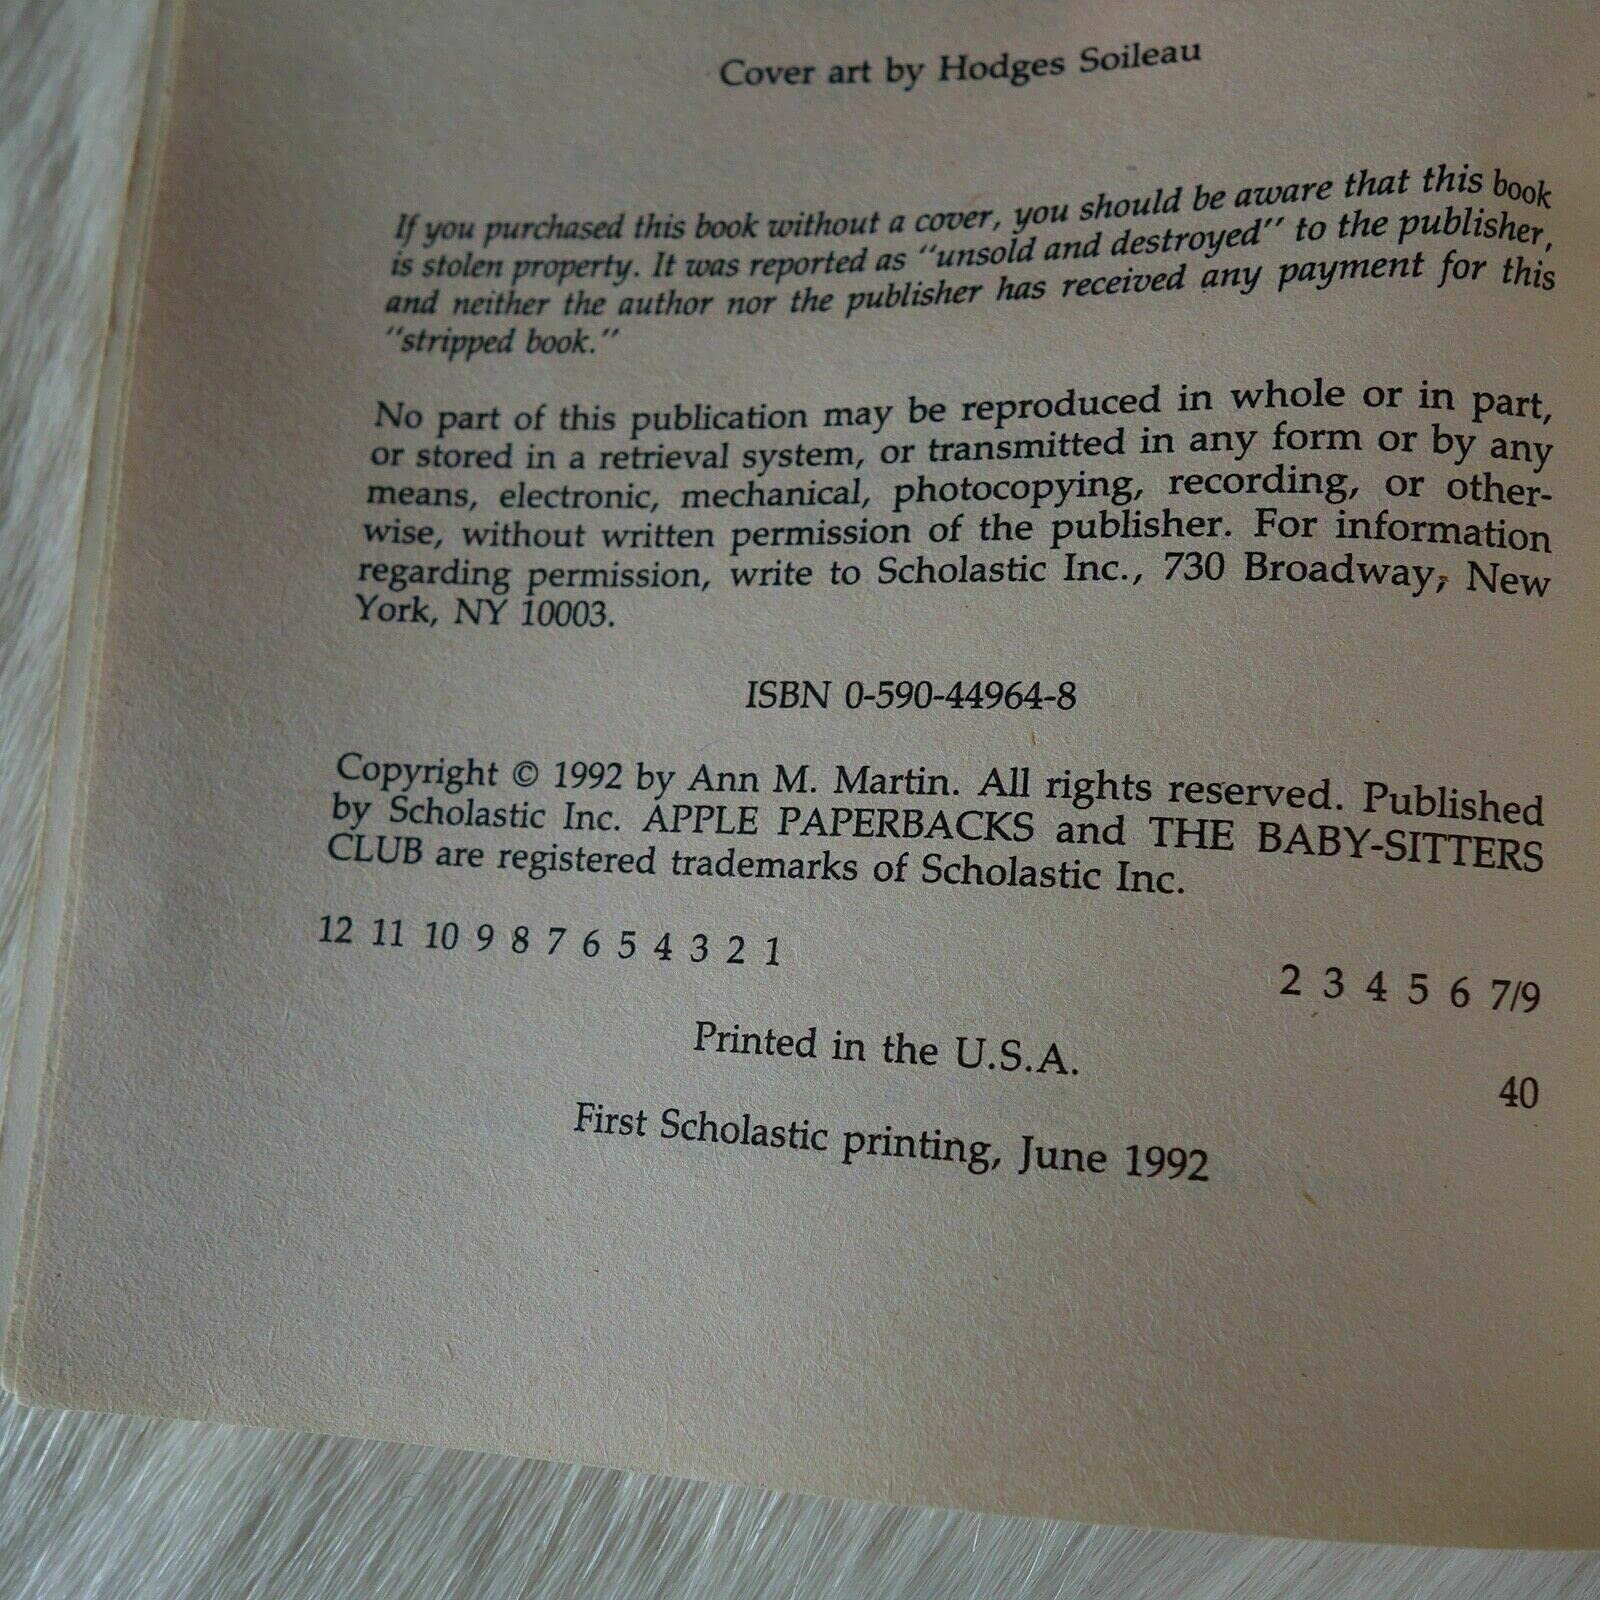 Cover art by Hodges Soileau
If you purchased this book without a cover, you should be aware that this book
is stolen property. It was reported as "unsold and destroyed" to the publisher,
and neither the author nor the publisher has received any payment for this
"stripped book."
No part of this publication may be reproduced in whole or in part,
or stored in a retrieval system, or transmitted in any form or by any
means, electronic, mechanical, photocopying, recording, or other-
wise, without written permission of the publisher. For information
regarding permission, write to Scholastic Inc., 730 Broadway, New
York, NY 10003.
ISBN 0-590-44964-8
Copyright © 1992 by Ann M. Martin. All rights reserved. Published
by Scholastic Inc. APPLE PAPERBACKS and THE BABY-SITTERS
CLUB are registered trademarks of Scholastic Inc.
12 11 10 9 8 7 6 5 4 3 2 1 2 3 4 5 6 7/9
Printed in the U.S.A. 40
First Scholastic printing, June 1992